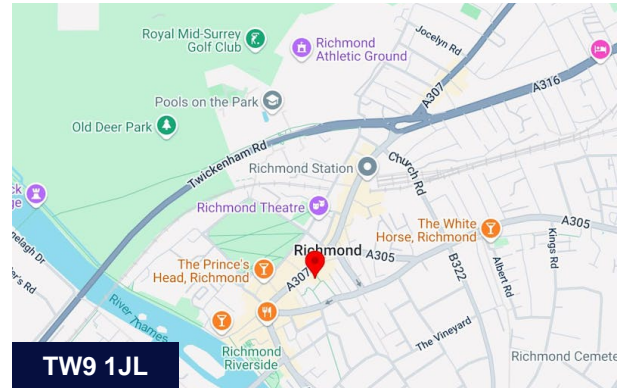 Royal Mid-Surrey
Golf Club
Richmond
Athletic Ground
Jocelyn Rd
A307
A316
Pools on the Park
Old Deer Park
Twickenham Rd
Richmond Station
Church Rd
Richmond Theatre
The White
Horse, Richmond
A305
Kings Rd
Richmond
The Prince's
Head, Richmond
A307
A305
B322
Albert Rd
River Thames
The Vineyard
Richmond
Riverside
Richmond Cemete
TW9 1JL